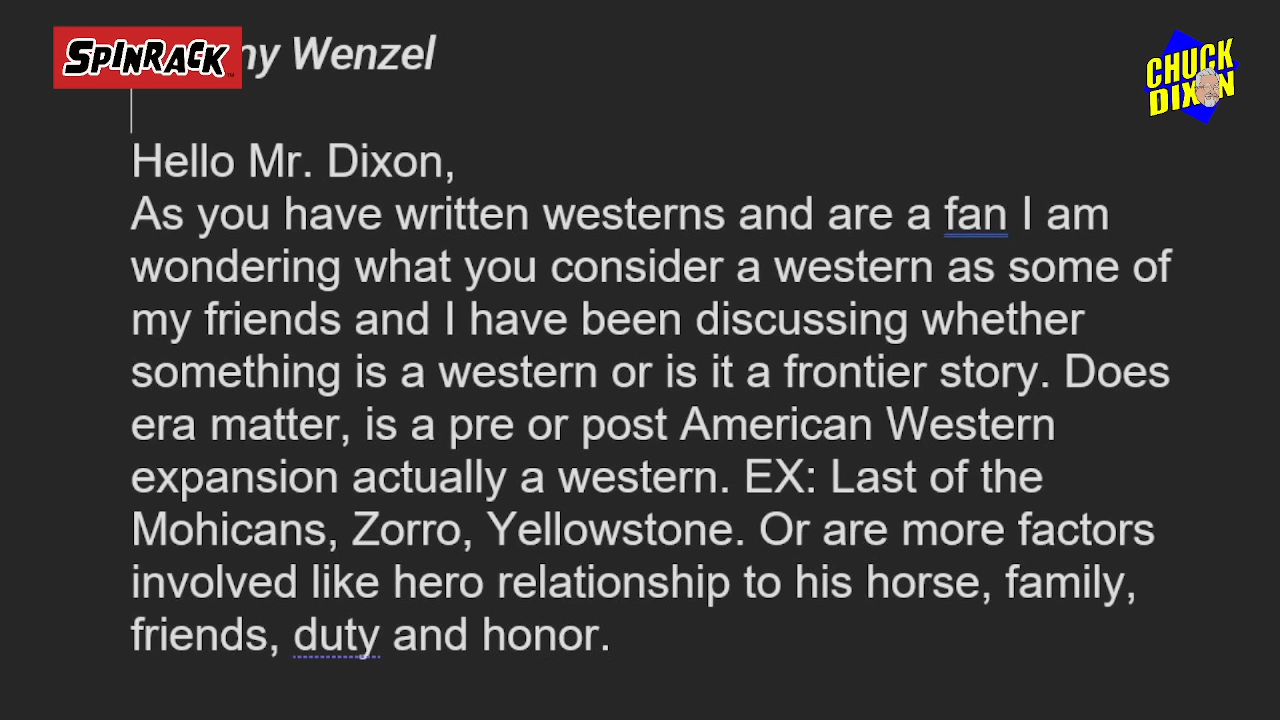 SPINRACK
ny Wenzel
CHUCK
DIXON
Hello Mr. Dixon,
As you have written westerns and are a fan I am
wondering what you consider a western as some of
my friends and I have been discussing whether
something is a western or is it a frontier story. Does
era matter, is a pre or post American Western
expansion actually a western. EX: Last of the
Mohicans, Zorro, Yellowstone. Or are more factors
involved like hero relationship to his horse, family,
friends, duty and honor.